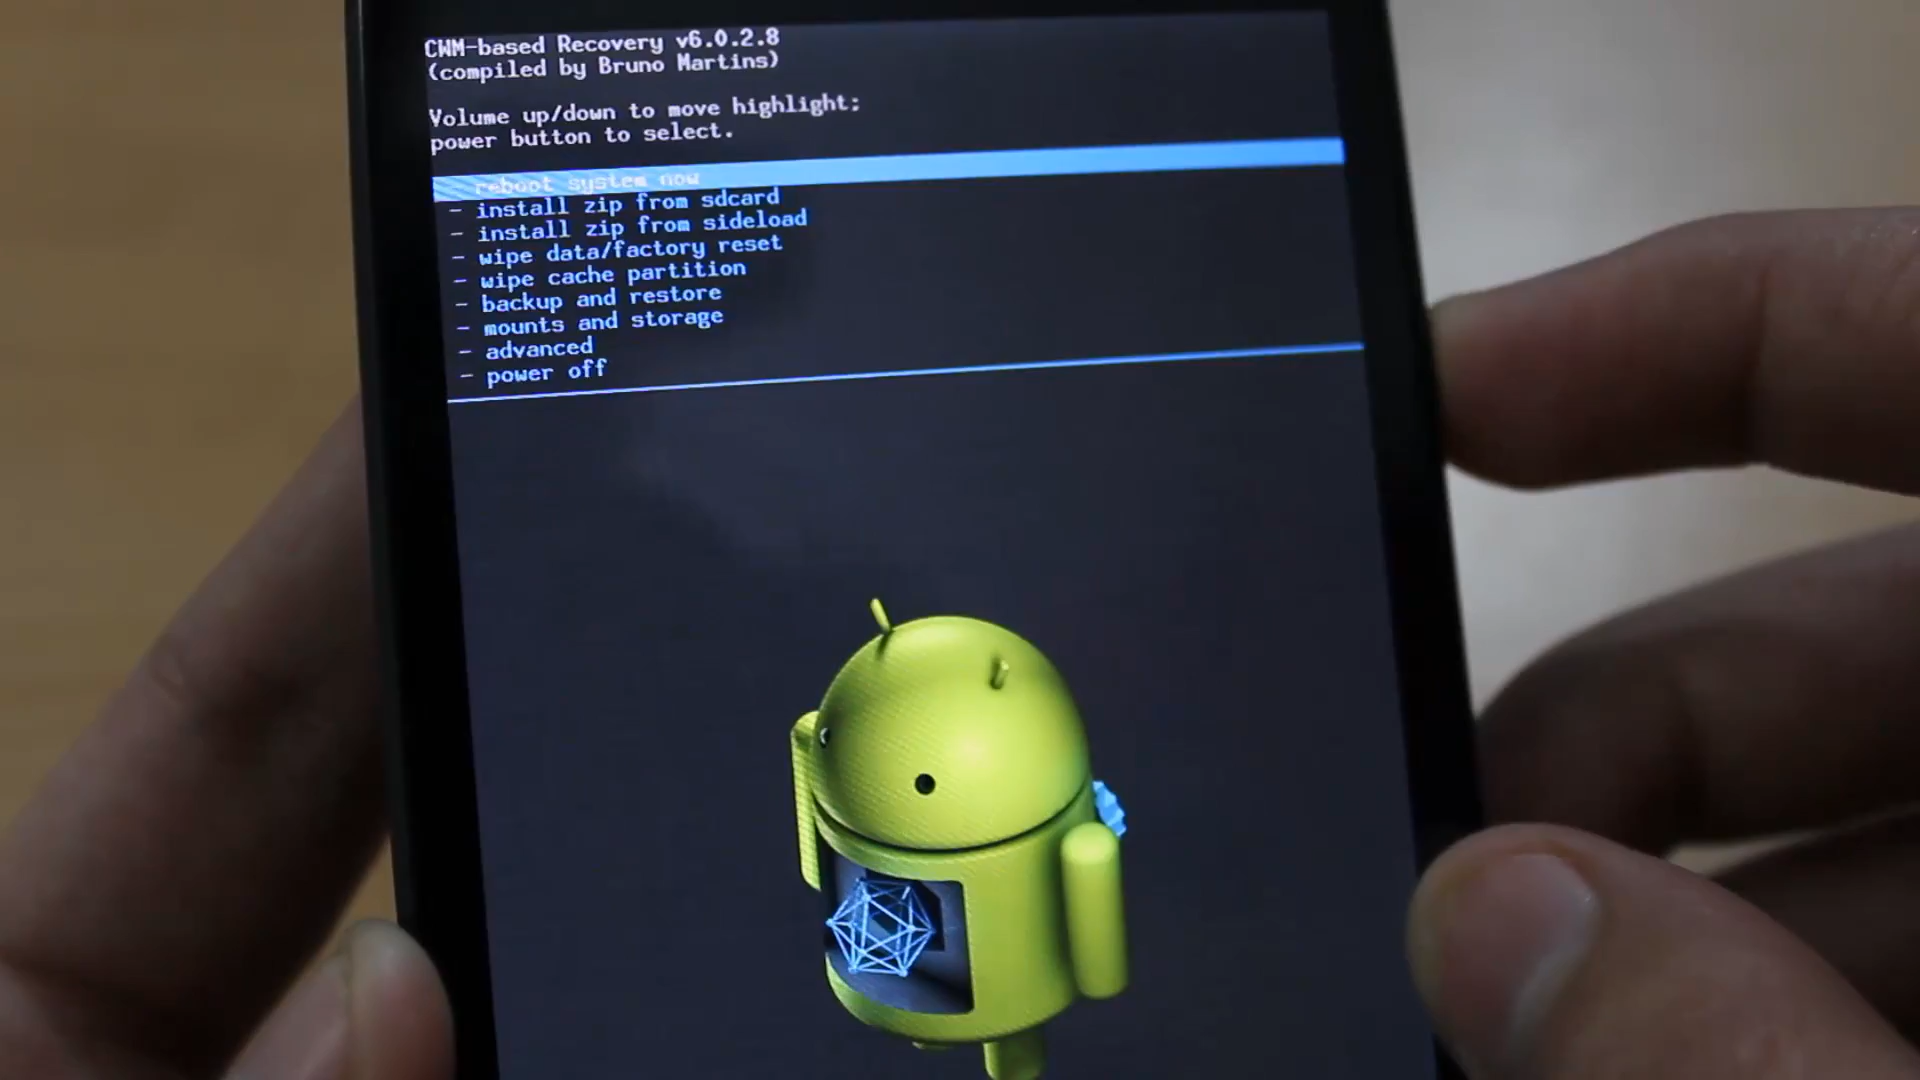 CWM-based Recovery v6.0.2.8
(compiled by Bruno Martins)
Volume up/down to move highlight;
power button to select.
- reboot system now
- install zip from sdcard
- install zip from sideload
- wipe data/factory reset
- wipe cache partition
- backup and restore
- mounts and storage
- advanced
- power off